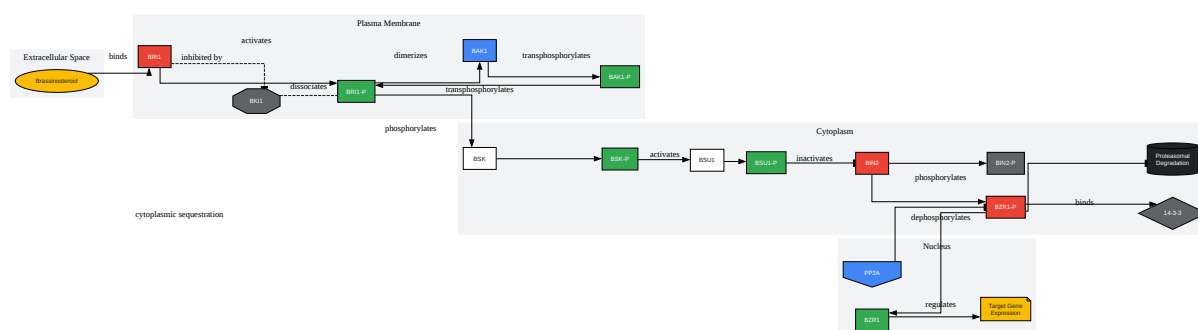 Plasma Membrane
Extracellular Space
binds
activates
inhibited by
dimerizes
transphosphorylates
BRI1
BAK1
Brassinosteroid
BAK1-P
dissociates
BRI1-P
transphosphorylates
BKI1
phosphorylates
Cytoplasm
BSK
BSK-P
activates
BSU1
BSU1-P
inactivates
BIN2
BIN2-P
Proteasomal
Degradation
phosphorylates
binds
BZR1-P
14-3-3
cytoplasmic sequestration
dephosphorylates
Nucleus
PP2A
regulates
Target Gene
Expression
BZR1